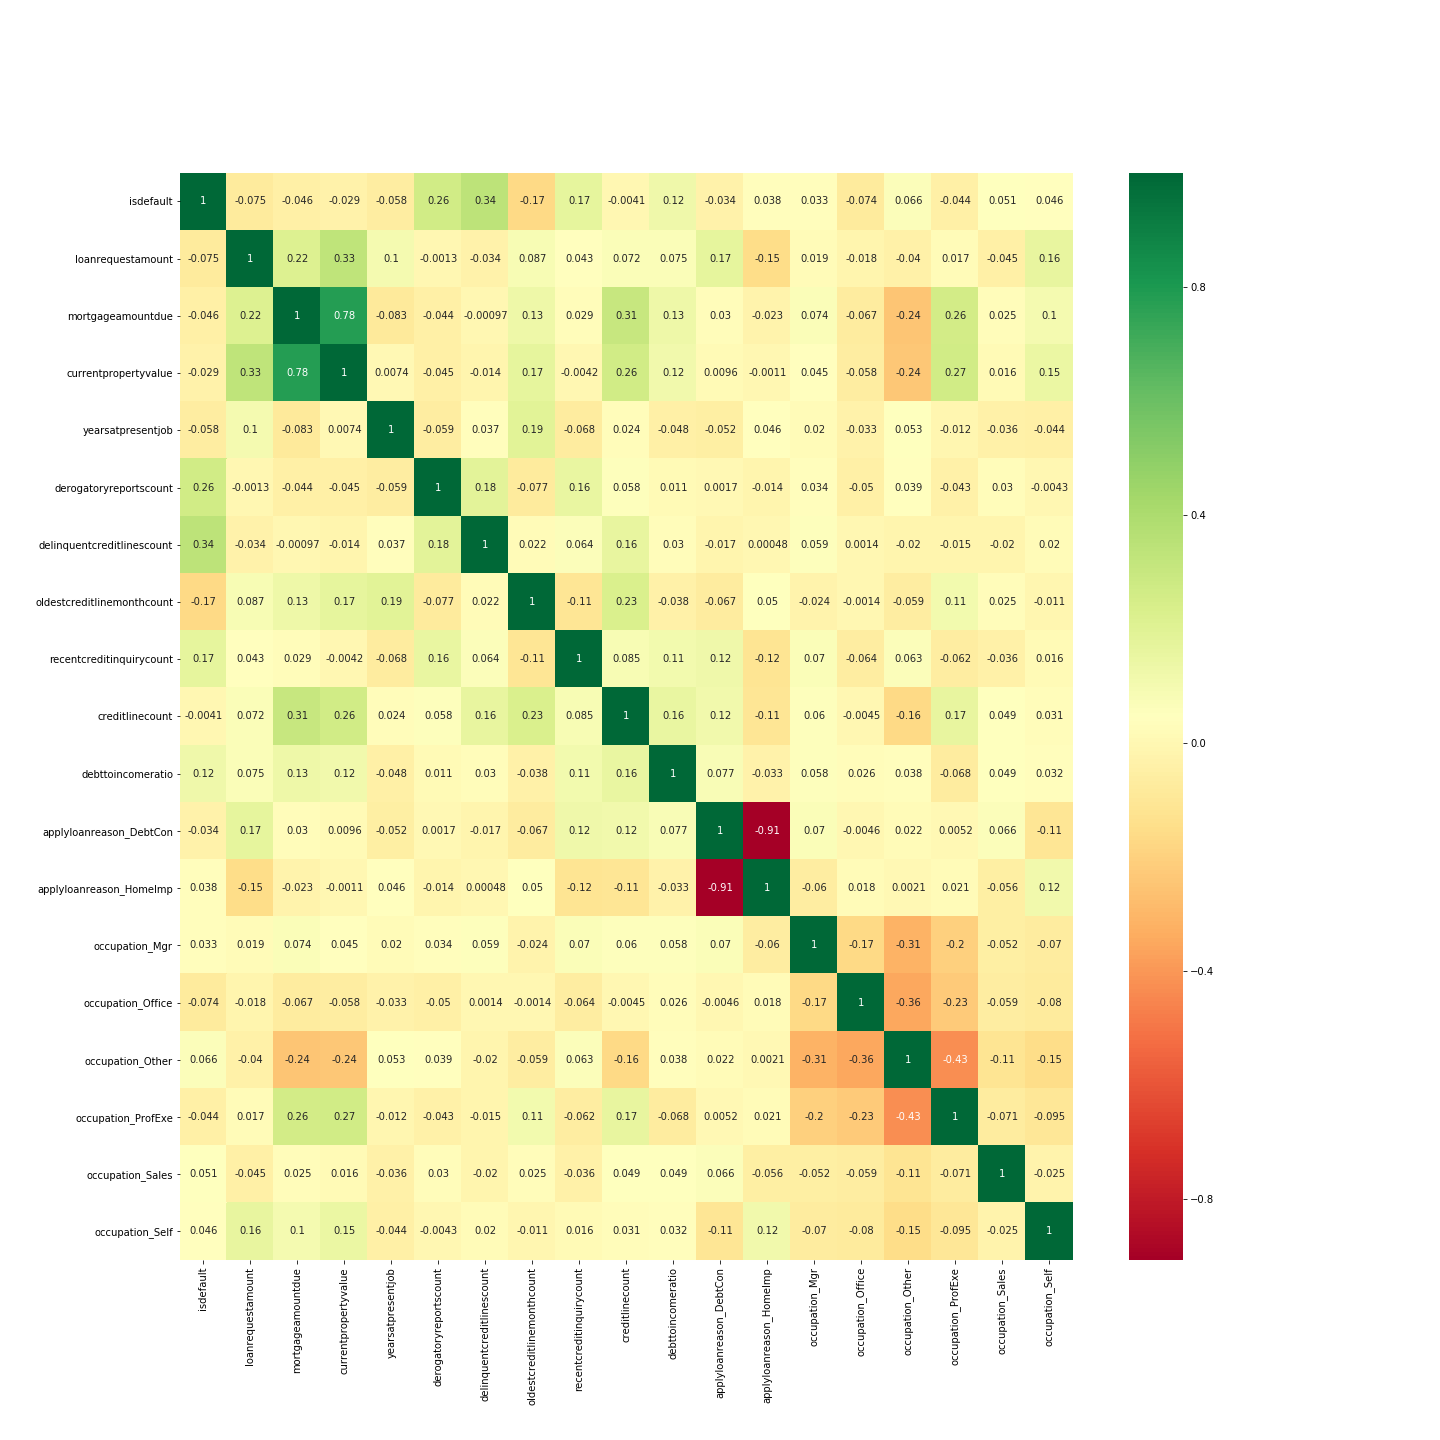 isdefault 1 -0.075 -0.046 -0.029 -0.058 0.26 0.34 -0.17 0.17 -0.0041 0.12 -0.034 0.038 0.033 -0.074 0.066 -0.044 0.051 0.046
loanrequestamount -0.075 1 0.22 0.33 0.1 -0.0013 -0.034 0.087 0.043 0.072 0.075 0.17 -0.15 0.019 -0.018 -0.04 0.017 -0.045 0.16
0.8
mortgageamountdue -0.046 0.22 1 0.78 -0.083 -0.044 -0.00097 0.13 0.029 0.31 0.13 0.03 -0.023 0.074 -0.067 -0.24 0.26 0.025 0.1
currentpropertyvalue -0.029 0.33 0.78 1 0.0074 -0.045 -0.014 0.17 -0.0042 0.26 0.12 0.0096 -0.0011 0.045 -0.058 -0.24 0.27 0.016 0.15
yearsatpresentjob -0.058 0.1 -0.083 0.0074 1 -0.059 0.037 0.19 -0.068 0.024 -0.048 -0.052 0.046 0.02 -0.033 0.053 -0.012 -0.036 -0.044
derogatoryreportscount 0.26 -0.0013 -0.044 -0.045 -0.059 1 0.18 -0.077 0.16 0.058 0.011 0.0017 -0.014 0.034 -0.05 0.039 -0.043 0.03 -0.0043
0.4
delinquentcreditlinescount 0.34 -0.034 -0.00097 -0.014 0.037 0.18 1 0.022 0.064 0.16 0.03 -0.017 0.00048 0.059 0.0014 -0.02 -0.015 -0.02 0.02
oldestcreditlinemonthcount -0.17 0.087 0.13 0.17 0.19 -0.077 0.022 1 -0.11 0.23 -0.038 -0.067 0.05 -0.024 -0.0014 -0.059 0.11 0.025 -0.011
recentcreditinquirycount 0.17 0.043 0.029 -0.0042 -0.068 0.16 0.064 -0.11 1 0.085 0.11 0.12 -0.12 0.07 -0.064 0.063 -0.062 -0.036 0.016
creditlinecount -0.0041 0.072 0.31 0.26 0.024 0.058 0.16 0.23 0.085 1 0.16 0.12 -0.11 0.06 -0.0045 -0.16 0.17 0.049 0.031
0.0
debttoincomeratio 0.12 0.075 0.13 0.12 -0.048 0.011 0.03 -0.038 0.11 0.16 1 0.077 -0.033 0.058 0.026 0.038 -0.068 0.049 0.032
applyloanreason_DebtCon -0.034 0.17 0.03 0.0096 -0.052 0.0017 -0.017 -0.067 0.12 0.12 0.077 1 -0.91 0.07 -0.0046 0.022 0.0052 0.066 -0.11
applyloanreason_HomeImp 0.038 -0.15 -0.023 -0.0011 0.046 -0.014 0.00048 0.05 -0.12 -0.11 -0.033 -0.91 1 -0.06 0.018 0.0021 0.021 -0.056 0.12
occupation_Mgr 0.033 0.019 0.074 0.045 0.02 0.034 0.059 -0.024 0.07 0.06 0.058 0.07 -0.06 1 -0.17 -0.31 -0.2 -0.052 -0.07
−0.4
occupation_Office -0.074 -0.018 -0.067 -0.058 -0.033 -0.05 0.0014 -0.0014 -0.064 -0.0045 0.026 -0.0046 0.018 -0.17 1 -0.36 -0.23 -0.059 -0.08
occupation_Other 0.066 -0.04 -0.24 -0.24 0.053 0.039 -0.02 -0.059 0.063 -0.16 0.038 0.022 0.0021 -0.31 -0.36 1 -0.43 -0.11 -0.15
occupation_ProfExe -0.044 0.017 0.26 0.27 -0.012 -0.043 -0.015 0.11 -0.062 0.17 -0.068 0.0052 0.021 -0.2 -0.23 -0.43 1 -0.071 -0.095
occupation_Sales 0.051 -0.045 0.025 0.016 -0.036 0.03 -0.02 0.025 -0.036 0.049 0.049 0.066 -0.056 -0.052 -0.059 -0.11 -0.071 1 -0.025
−0.8
occupation_Self 0.046 0.16 0.1 0.15 -0.044 -0.0043 0.02 -0.011 0.016 0.031 0.032 -0.11 0.12 -0.07 -0.08 -0.15 -0.095 -0.025 1
isdefault
loanrequestamount
mortgageamountdue
currentpropertyvalue
yearsatpresentjob
derogatoryreportscount
delinquentcreditlinescount
oldestcreditlinemonthcount
recentcreditinquirycount
creditlinecount
debttoincomeratio
applyloanreason_DebtCon
applyloanreason_HomeImp
occupation_Mgr
occupation_Office
occupation_Other
occupation_ProfExe
occupation_Sales
occupation_Self